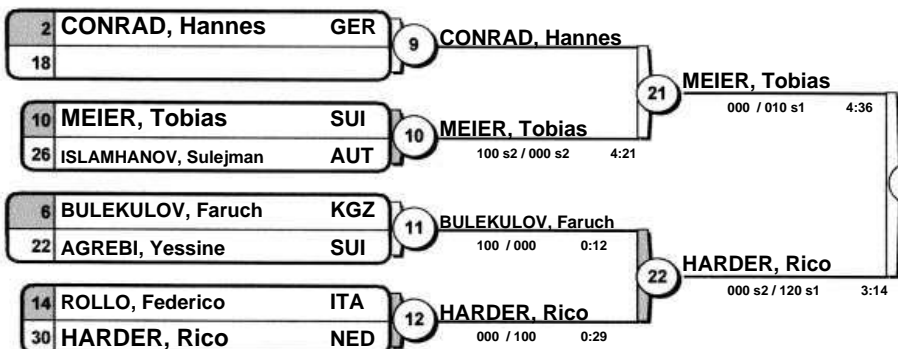 2 CONRAD, Hannes GER
18
9 CONRAD, Hannes
10 MEIER, Tobias SUI
26 ISLAMHANOV, Sulejman AUT
10 MEIER, Tobias
100 s2 / 000 s2 4:21
21 MEIER, Tobias
000 / 010 s1 4:36
6 BULEKULOV, Faruch KGZ
22 AGREBI, Yessine SUI
11 BULEKULOV, Faruch
100 / 000 0:12
14 ROLLO, Federico ITA
30 HARDER, Rico NED
12 HARDER, Rico
000 / 100 0:29
22 HARDER, Rico
000 s2 / 120 s1 3:14